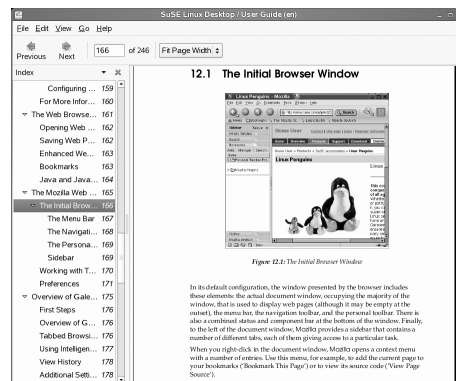 SuSE Linux Desktop / User Guide (en)
File Edit View Go Help
Previous Next 166 of 246 Fit Page Width
Index
Configuring ... 159
For More Infor... 160
The Web Browse... 161
Opening Web ... 162
Saving Web P... 162
Enhanced We... 163
Bookmarks 163
Java and Java... 164
The Mozilla Web ... 165
The Initial Brow... 166
The Menu Bar 167
The Navigati... 168
The Persona... 169
Sidebar 169
Working with T... 170
Preferences 171
Overview of Gale... 175
First Steps 176
Overview of G... 176
Tabbed Browsi... 176
Using Intelligen... 177
View History 178
Additional Setti... 178
12.1 The Initial Browser Window
Linux Penguins - Mozilla
Search
Home User
Linux Penguins
Figure 12.1: The Initial Browser Window
In its default configuration, the window presented by the browser includes
these elements: the actual document window, occupying the majority of the
window, that is used to display web pages (although, it may be empty at the
outset), the menu bar, the navigation toolbar, and the personal toolbar. There is
also a combined status and component bar at the bottom of the window. Finally,
to the left of the document window, Mozilla provides a sidebar that contains a
number of different tabs, each of them giving access to a particular task.
When you right-click in the document window, Mozilla opens a context menu
with a number of entries. Use this menu, for example, to add the current page to
your bookmarks ('Bookmark This Page') or to view its source code ('View Page
Source').